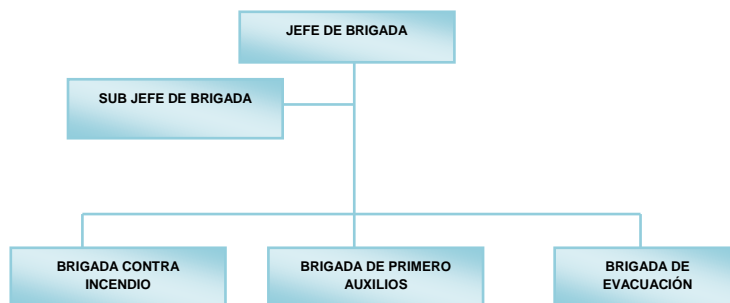 JEFE DE BRIGADA
SUB JEFE DE BRIGADA
BRIGADA CONTRA
INCENDIO
BRIGADA DE PRIMERO
AUXILIOS
BRIGADA DE
EVACUACIÓN